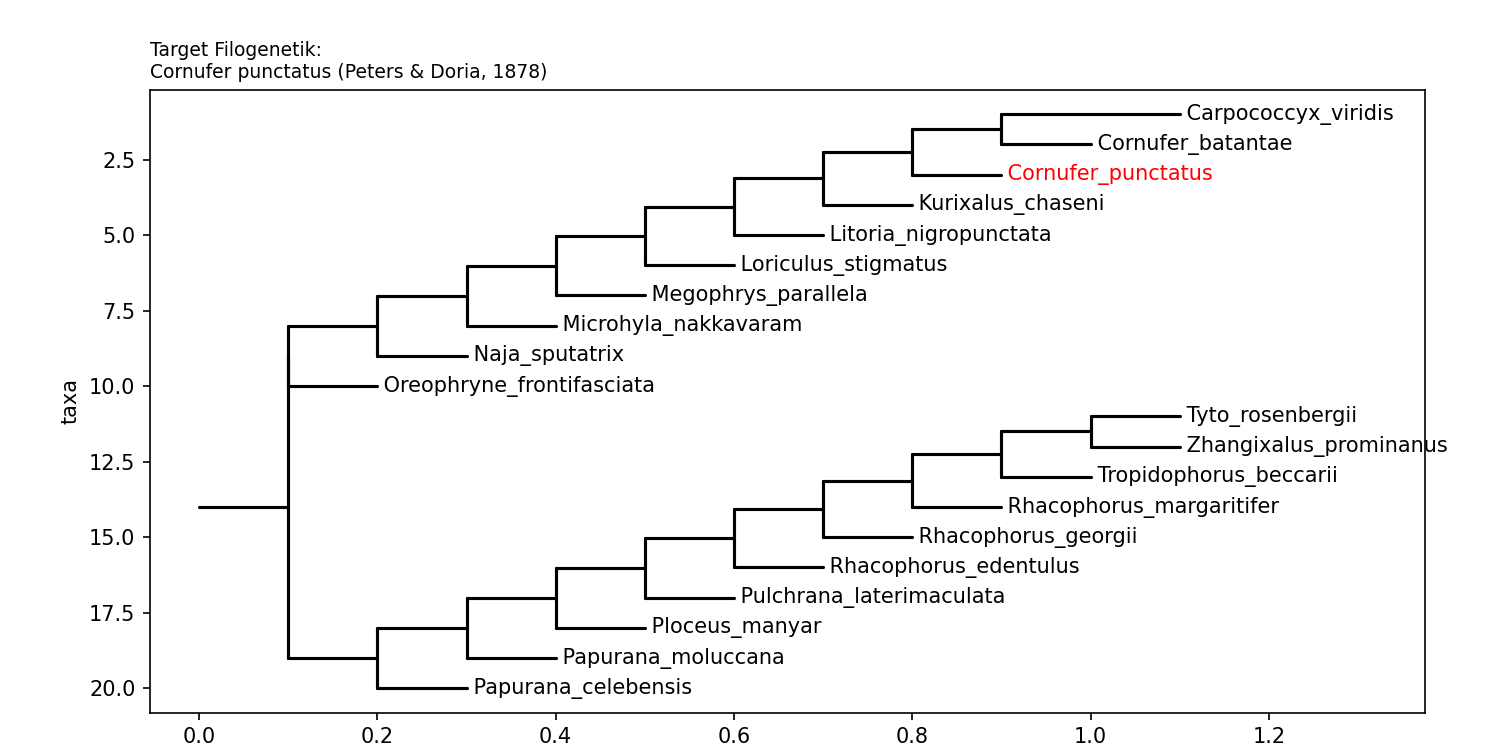 Target Filogenetik:
Cornufer punctatus (Peters & Doria, 1878)
Carpococcyx_viridis
Cornufer_batantae
2.5
Cornufer_punctatus
Kurixalus_chaseni
5.0
Litoria_nigropunctata
Loriculus_stigmatus
Megophrys_parallela
7.5
Microhyla_nakkavaram
Naja_sputatrix
10.0
Oreophryne_frontifasciata
taxa
Tyto_rosenbergii
Zhangixalus_prominanus
12.5
Tropidophorus_beccarii
Rhacophorus_margaritifer
15.0
Rhacophorus_georgii
Rhacophorus_edentulus
Pulchrana_laterimaculata
17.5
Ploceus_manyar
Papurana_moluccana
20.0
Papurana_celebensis
0.0 0.2 0.4 0.6 0.8 1.0 1.2